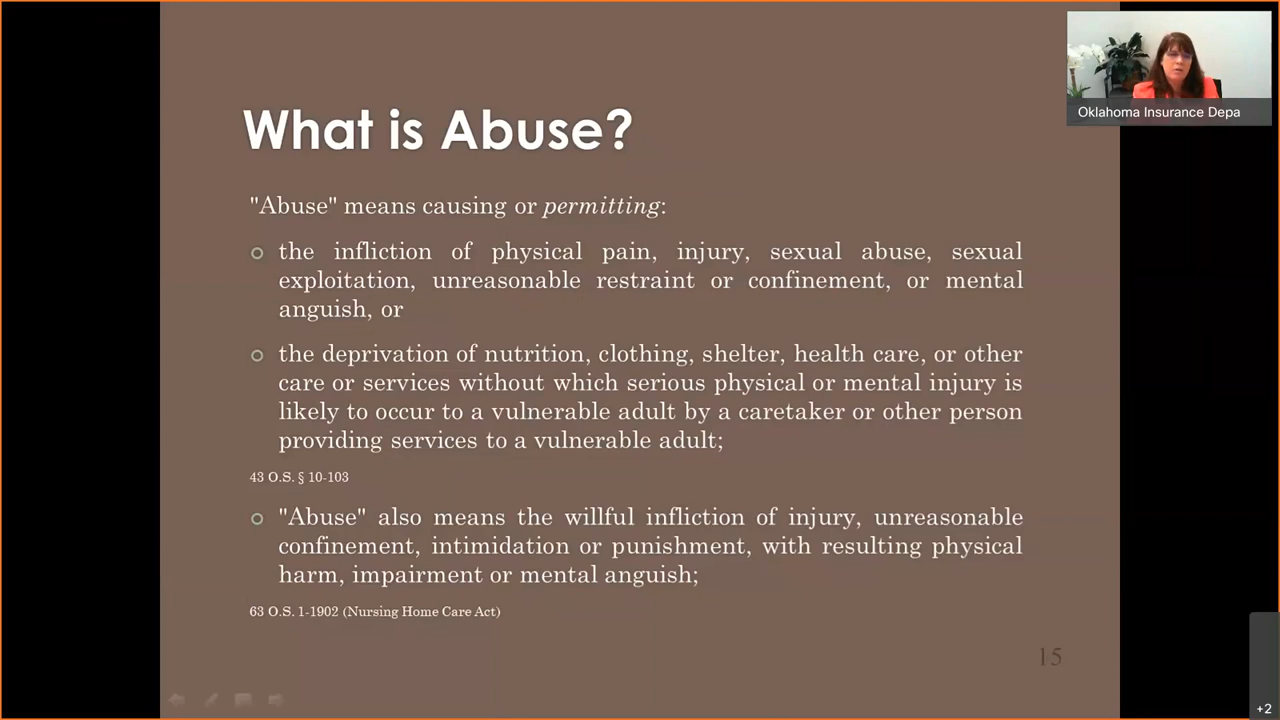 Oklahoma Insurance Depa
What is Abuse?
"Abuse" means causing or permitting:
the infliction of physical pain, injury, sexual abuse, sexual
exploitation, unreasonable restraint or confinement, or mental
anguish, or
the deprivation of nutrition, clothing, shelter, health care, or other
care or services without which serious physical or mental injury is
likely to occur to a vulnerable adult by a caretaker or other person
providing services to a vulnerable adult;
43 O.S. § 10-103
"Abuse" also means the willful infliction of injury, unreasonable
confinement, intimidation or punishment, with resulting physical
harm, impairment or mental anguish;
63 O.S. 1-1902 (Nursing Home Care Act)
15
+2